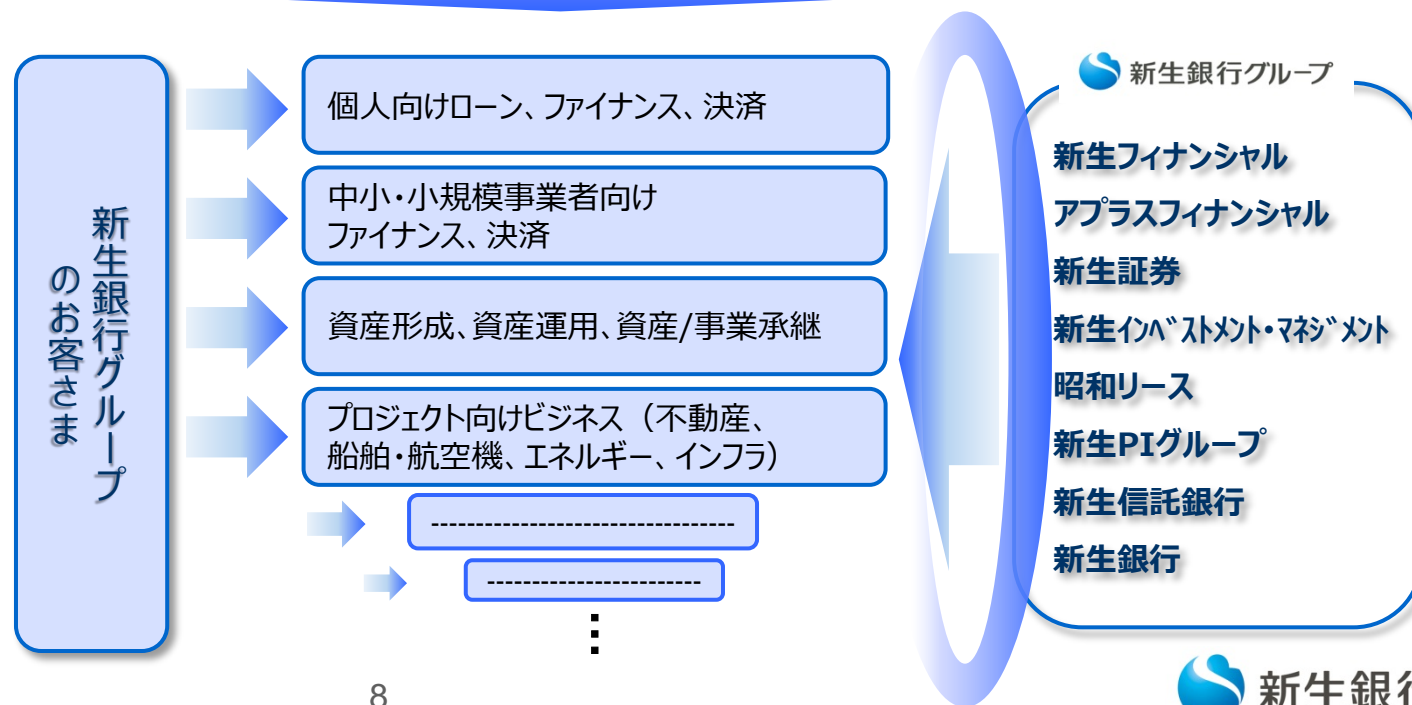 新生銀行グループ
のお客さま
個人向けローン、ファイナンス、決済
中小・小規模事業者向け
ファイナンス、決済
資産形成、資産運用、資産/事業承継
プロジェクト向けビジネス（不動産、
船舶・航空機、エネルギー、インフラ）
----------------------------------
------------------------
⋮
新生銀行グループ
新生フィナンシャル
アプラスフィナンシャル
新生証券
新生ｲﾝﾍﾞｽﾄﾒﾝﾄ・ﾏﾈｼﾞﾒﾝﾄ
昭和リース
新生PIグループ
新生信託銀行
新生銀行
8
新生銀行